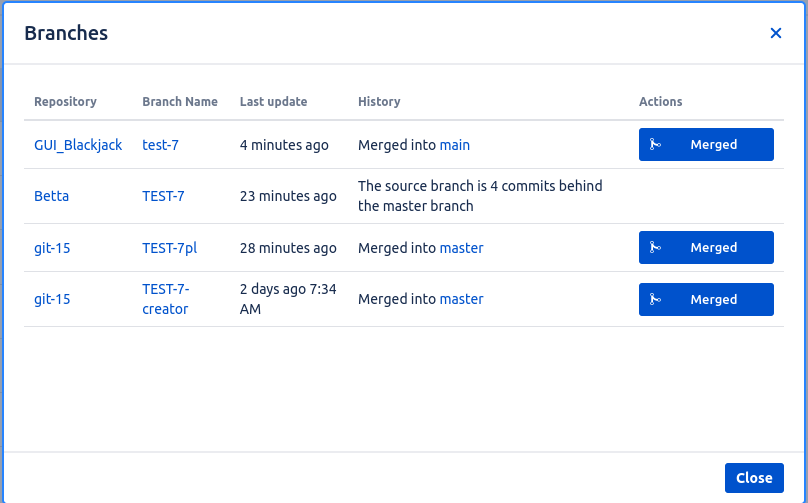 Branches
Repository Branch Name Last update History Actions
GUI_Blackjack test-7 4 minutes ago Merged into main Merged
Betta TEST-7 23 minutes ago The source branch is 4 commits behind
the master branch
git-15 TEST-7pl 28 minutes ago Merged into master Merged
git-15 TEST-7- 2 days ago 7:34 Merged into master Merged
creator AM
Close